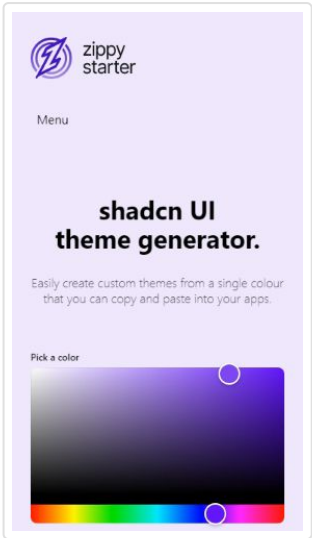 zippy
starter
Menu
shadcn UI
theme generator.
Easily create custom themes from a single colour
that you can copy and paste into your apps.
Pick a color